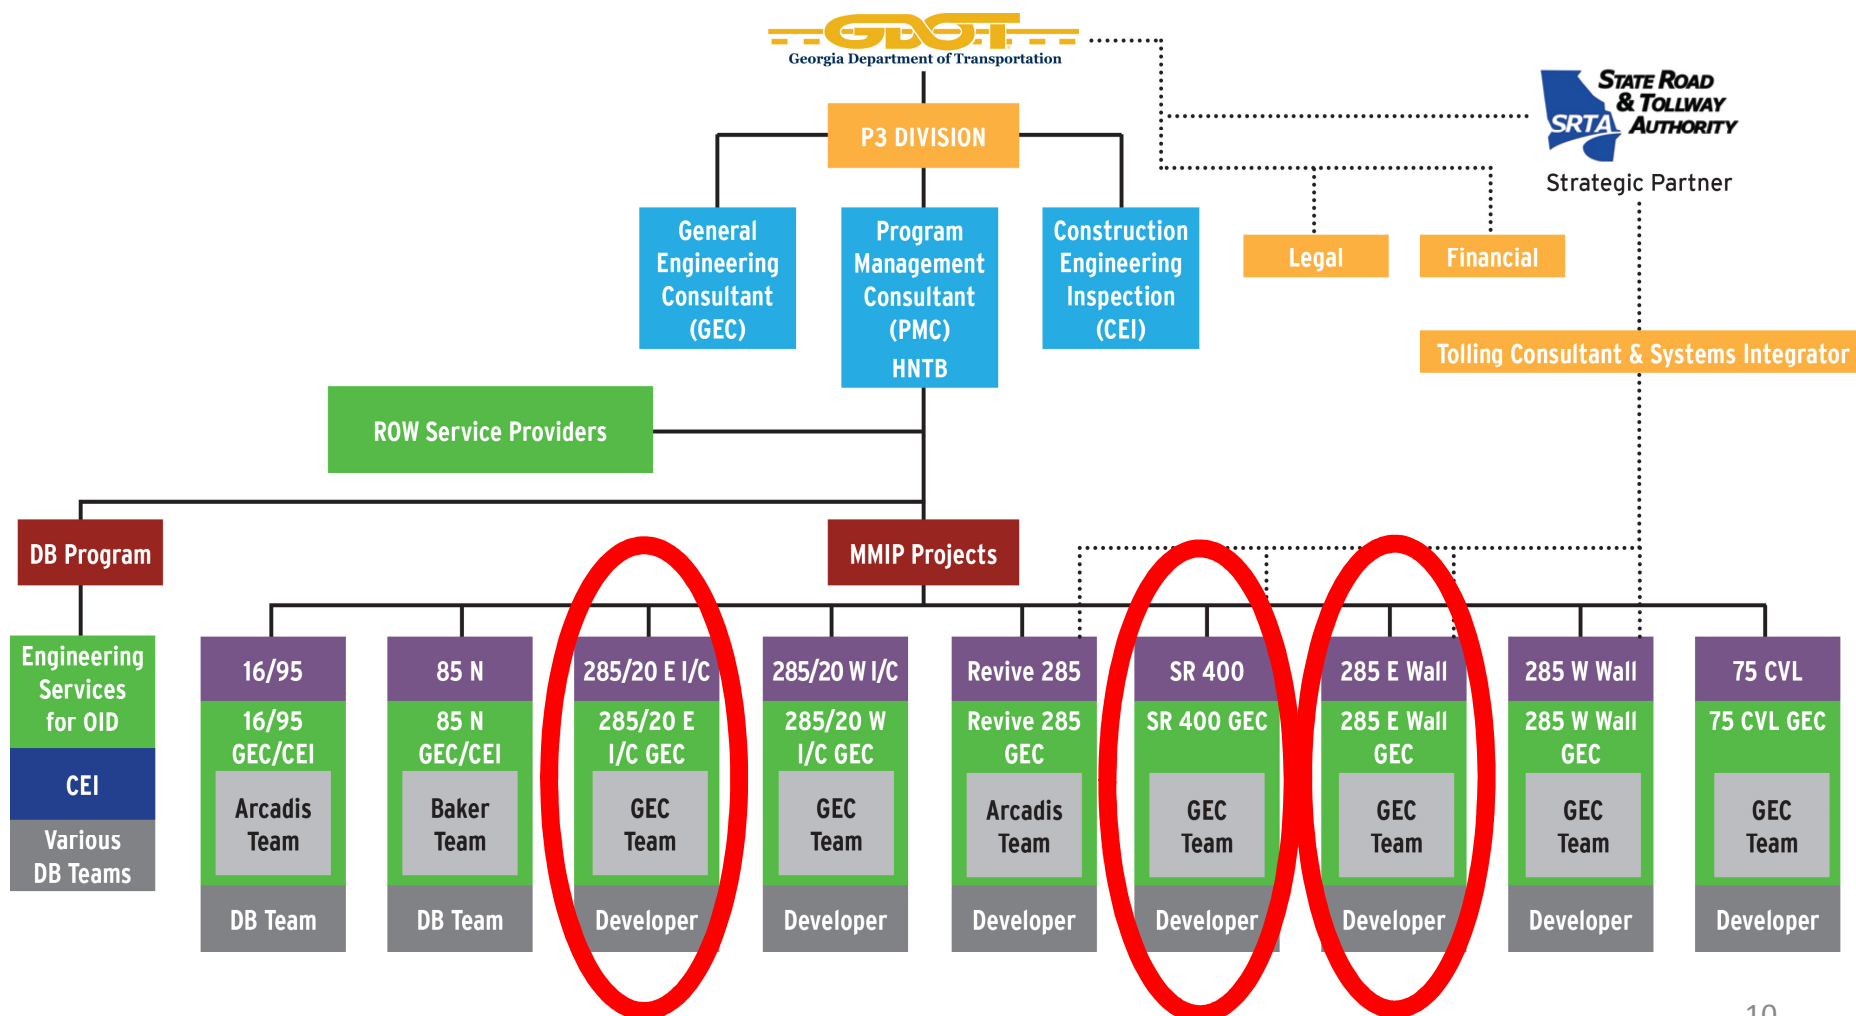 GDOT
Georgia Department of Transportation
STATE ROAD
& TOLLWAY
AUTHORITY
SRTA
Strategic Partner
P3 DIVISION
General
Engineering
Consultant
(GEC)
Program
Management
Consultant
(PMC)
HNTB
Construction
Engineering
Inspection
(CEI)
Legal
Financial
Tolling Consultant & Systems Integrator
ROW Service Providers
DB Program
MMIP Projects
Engineering
Services
for OID
CEI
Various
DB Teams
16/95
16/95
GEC/CEI
Arcadis
Team
DB Team
85 N
85 N
GEC/CEI
Baker
Team
DB Team
285/20 E I/C
285/20 E
I/C GEC
GEC
Team
Developer
285/20 W I/C
285/20 W
I/C GEC
GEC
Team
Developer
Revive 285
Revive 285
GEC
Arcadis
Team
Developer
SR 400
SR 400 GEC
GEC
Team
Developer
285 E Wall
285 E Wall
GEC
GEC
Team
Developer
285 W Wall
285 W Wall
GEC
GEC
Team
Developer
75 CVL
75 CVL GEC
GEC
Team
Developer
10